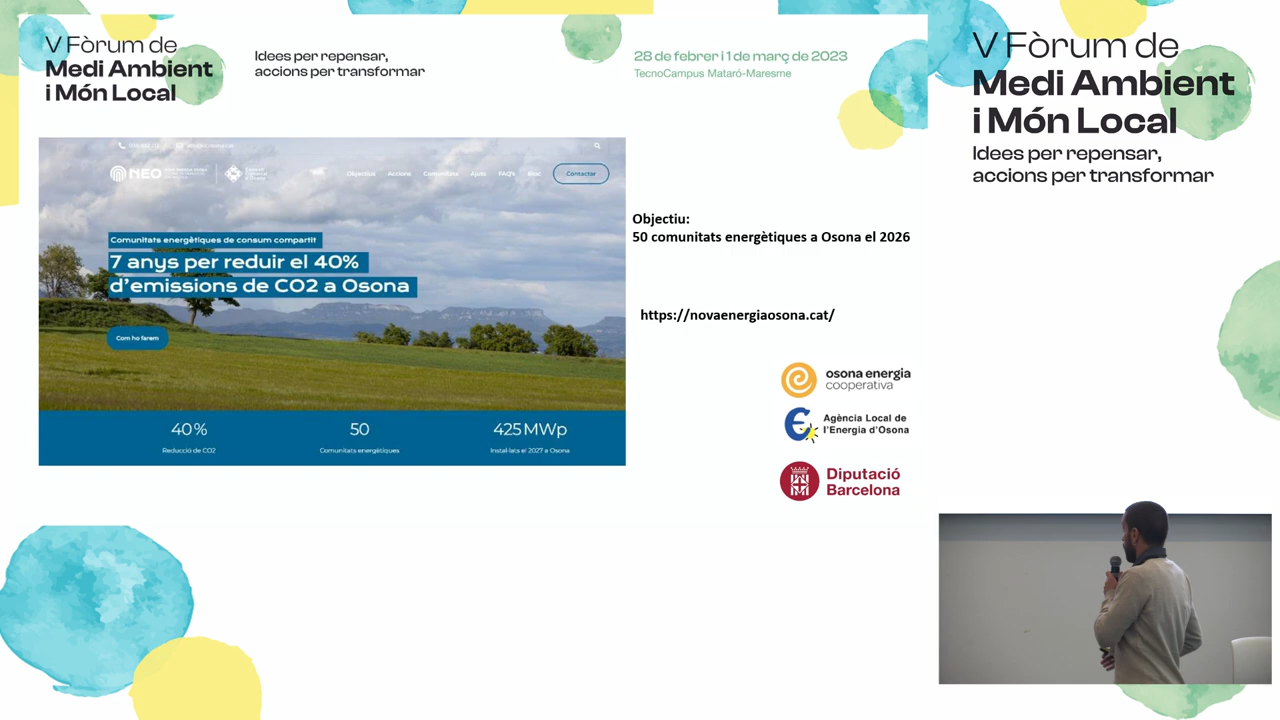 V Fòrum de
Medi Ambient
i Món Local
Idees per repensar,
accions per transformar
28 de febrer i 1 de març de 2023
TecnoCampus Mataró-Maresme
V Fòrum de
Medi Ambient
i Món Local
Idees per repensar,
accions per transformar
NEO
Objectius Accions Comunitats Ajuts FAQ's Bloc Contactar
Comunitats energètiques de consum compartit
7 anys per reduir el 40%
d'emissions de CO2 a Osona
Com ho farem
40% 50 425 MWp
Reducció de CO2 Comunitats energètiques Instal·lats el 2027 a Osona
Objectiu:
50 comunitats energètiques a Osona el 2026
https://novaenergiaosona.cat/
osona energia
cooperativa
Agència Local de
l'Energia d'Osona
Diputació
Barcelona